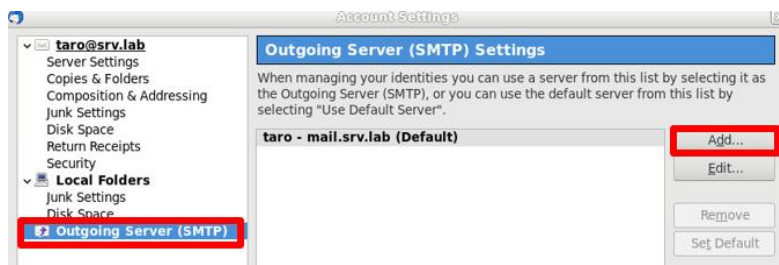 Account Settings
taro@srv.lab
Server Settings
Copies & Folders
Composition & Addressing
Junk Settings
Disk Space
Return Receipts
Security
Local Folders
Junk Settings
Disk Space
Outgoing Server (SMTP)
Outgoing Server (SMTP) Settings
When managing your identities you can use a server from this list by selecting it as
the Outgoing Server (SMTP), or you can use the default server from this list by
selecting "Use Default Server".
taro - mail.srv.lab (Default)
Add...
Edit...
Remove
Set Default